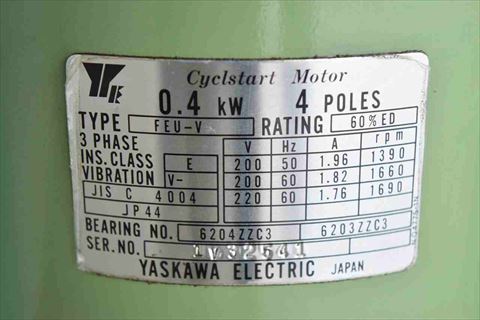 YE
Cyclstart Motor
0.4 kW 4 POLES
TYPE FEU-V RATING 60%ED
3 PHASE V Hz A rpm
INS.CLASS E 200 50 1.96 1390
VIBRATION V- 200 60 1.82 1660
JIS C 4004 220 60 1.76 1690
JP44
BEARING NO. 6204ZZC3 6203ZZC3
SER.NO.
YASKAWA ELECTRIC JAPAN